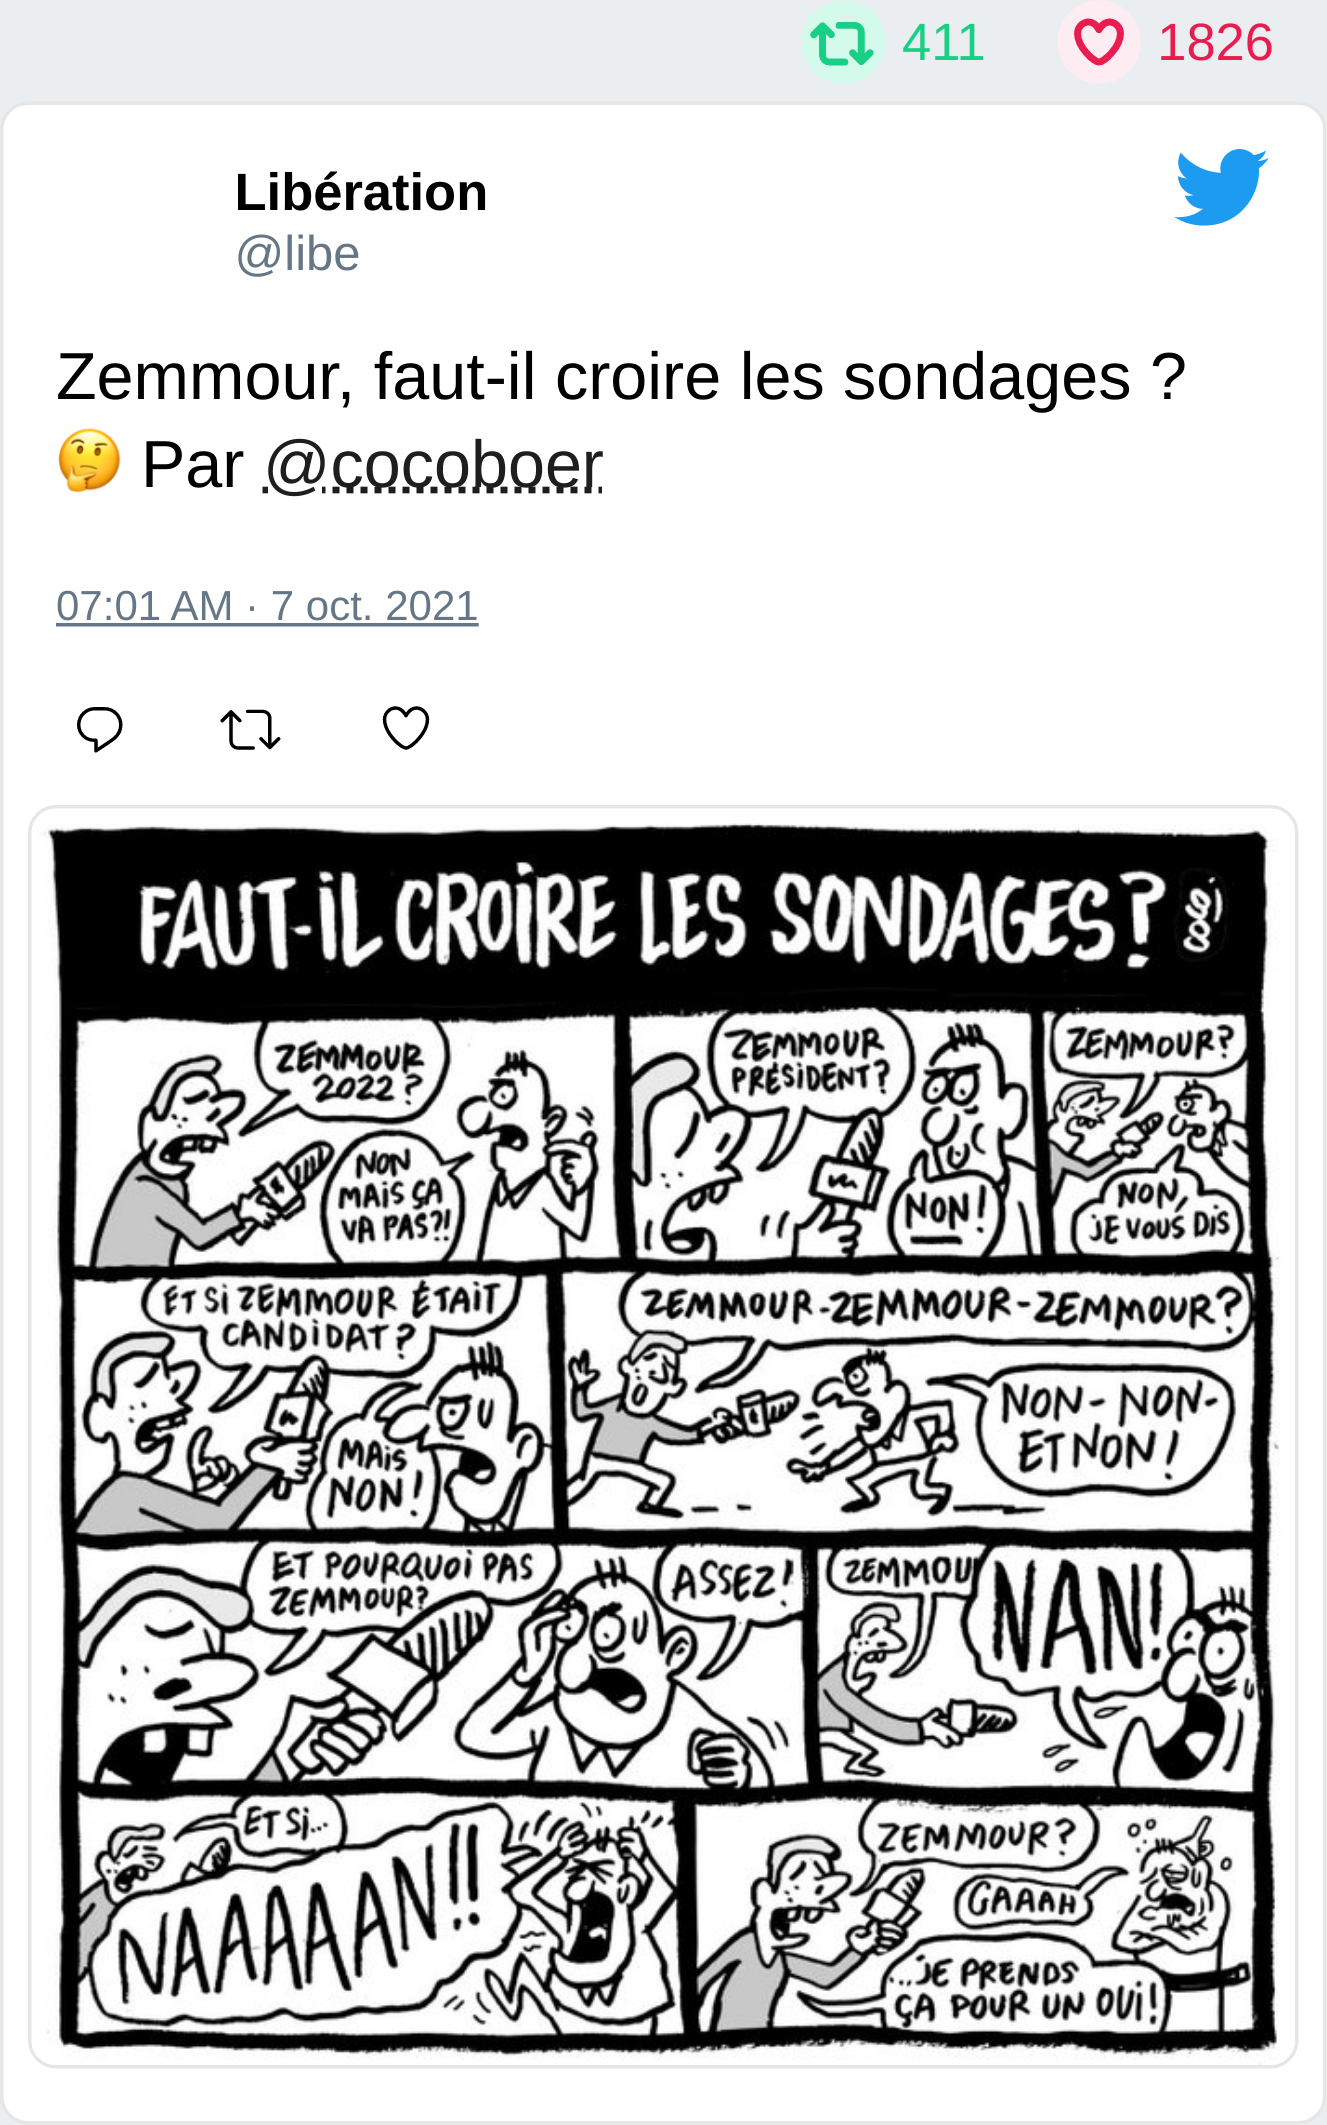 411 1826
Libération
@libe
Zemmour, faut-il croire les sondages ?
🤔 Par @cocoboer
07:01 AM · 7 oct. 2021
FAUT-IL CROIRE LES SONDAGES?
coco
ZEMMOUR
2022?
NON
MAIS ÇA
VA PAS?!
ZEMMOUR
PRÉSIDENT?
NON!
ZEMMOUR?
NON,
JE VOUS DIS
ET SI ZEMMOUR ÉTAIT
CANDIDAT?
MAIS
NON!
ZEMMOUR-ZEMMOUR-ZEMMOUR?
NON-NON-
ET NON!
ET POURQUOI PAS
ZEMMOUR?
ASSEZ!
ZEMMOU
NAN!
ET SI...
NAAAAAN!!
ZEMMOUR?
GAAAH
...JE PRENDS
ÇA POUR UN OUI!